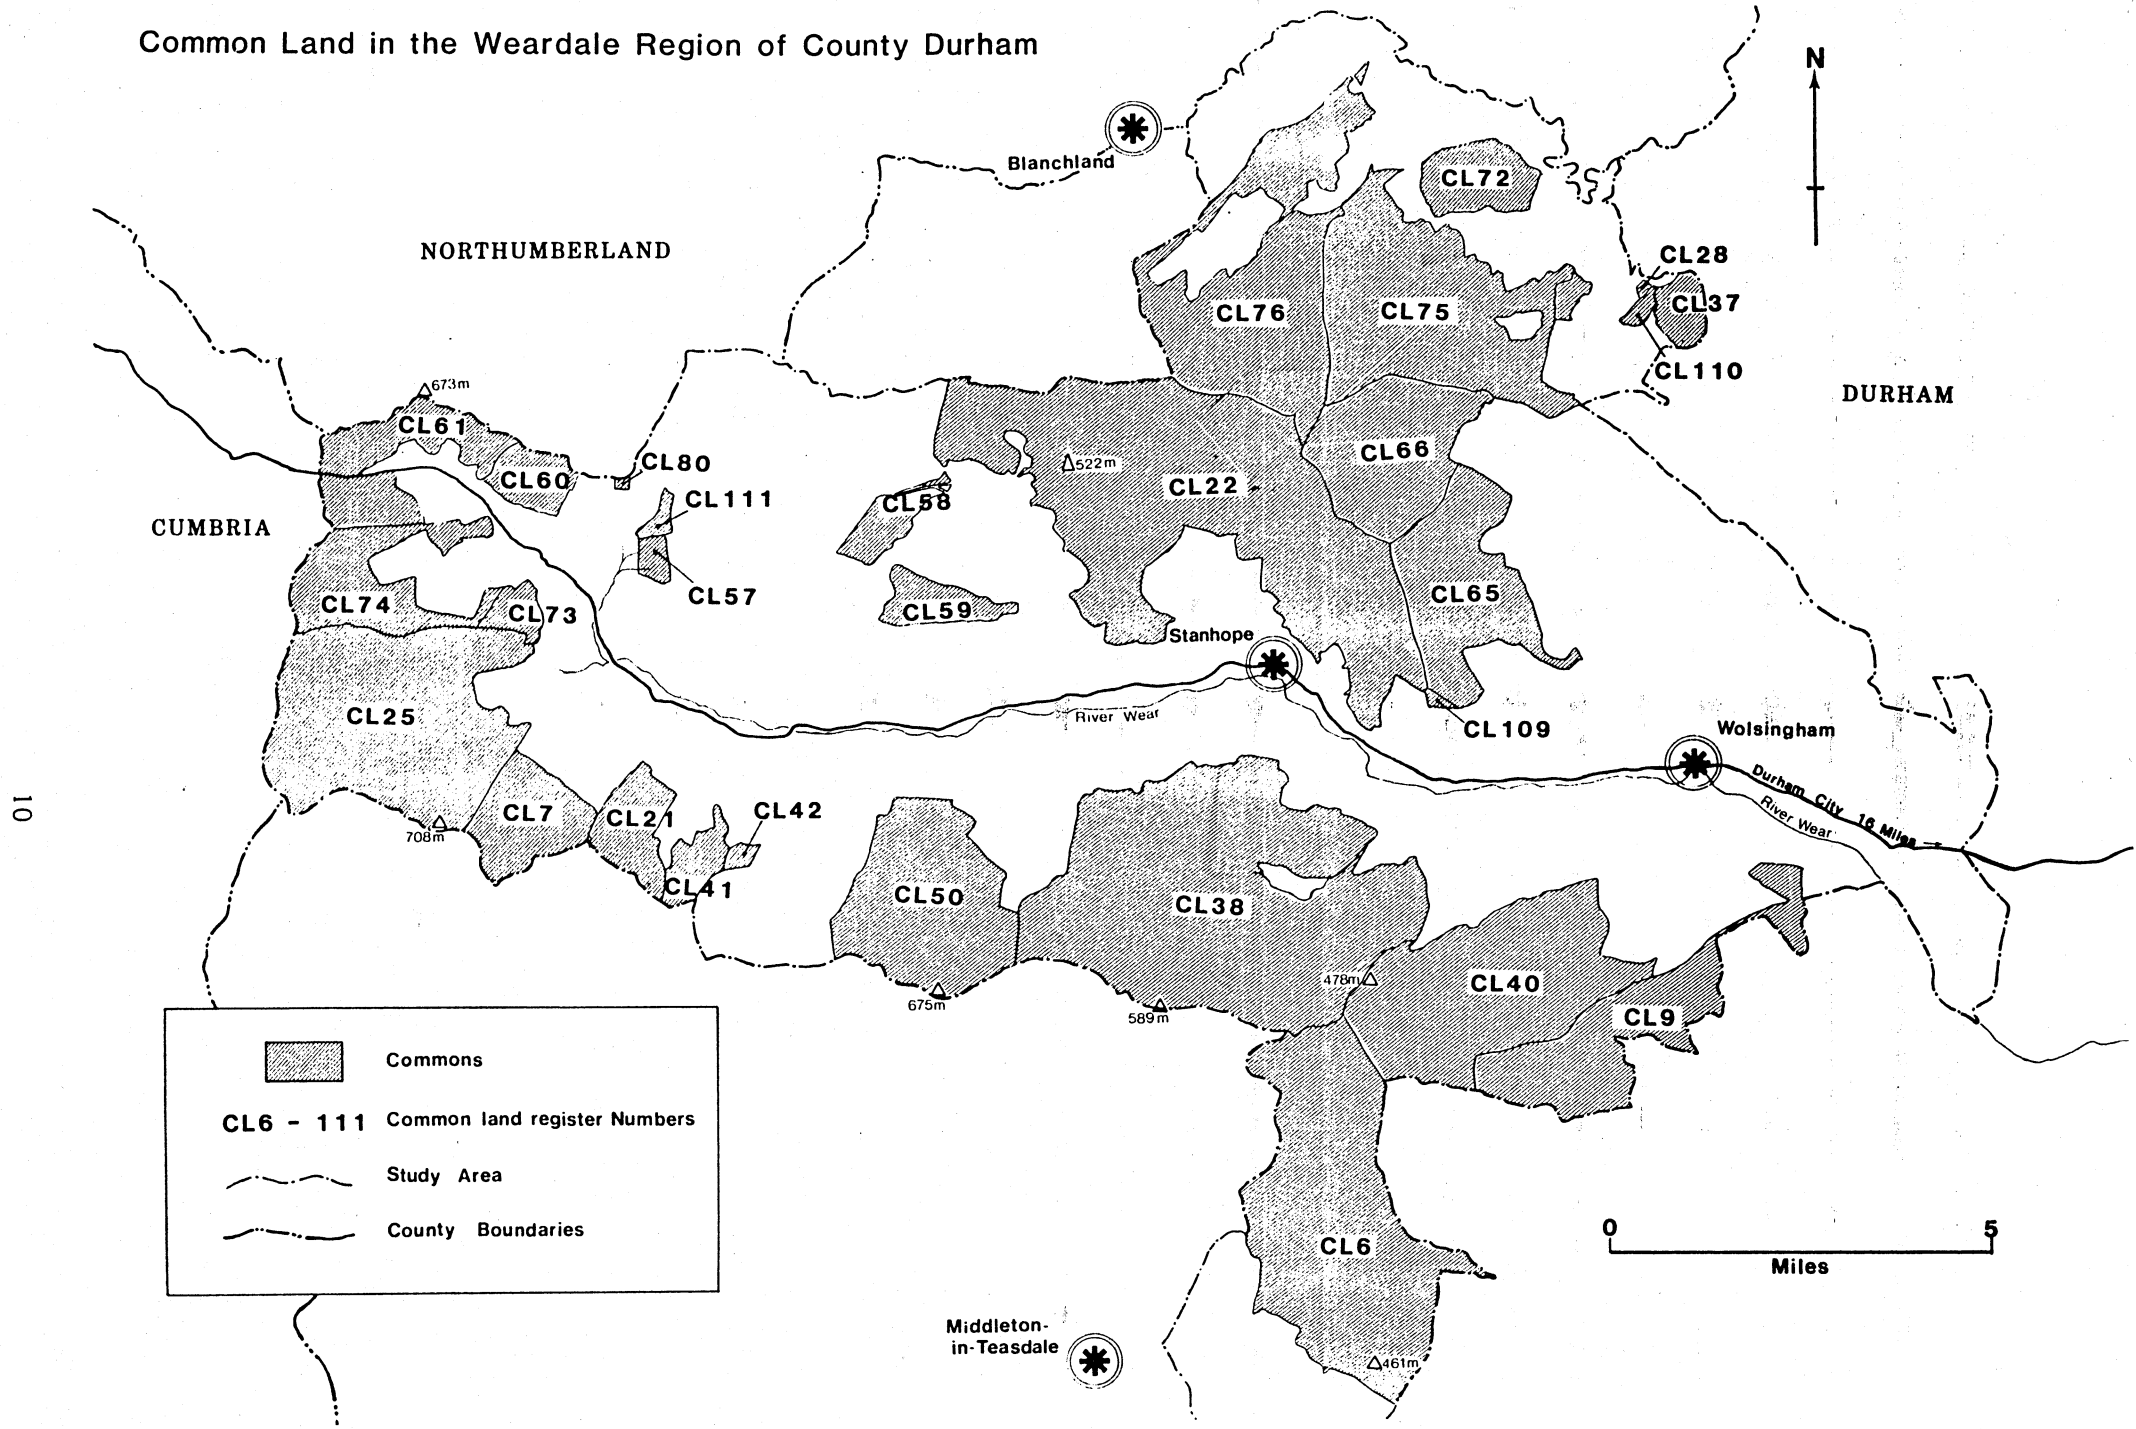 Common Land in the Weardale Region of County Durham
N
Blanchland
CL72
NORTHUMBERLAND
CL28
CL37
CL76
CL75
CL110
673m
DURHAM
CL61
CL66
CL80
522m
CL60
CL22
CL111
CL58
CUMBRIA
CL57
CL65
CL74
CL73
CL59
Stanhope
CL25
River Wear
CL109
Wolsingham
Durham City 16 Miles
River Wear
CL7
CL21
CL42
708m
10
CL41
CL50
CL38
478m
CL40
675m
589m
CL9
Commons
CL6 - 111 Common land register Numbers
Study Area
County Boundaries
CL6
0 5
Miles
Middleton-
in-Teasdale
461m